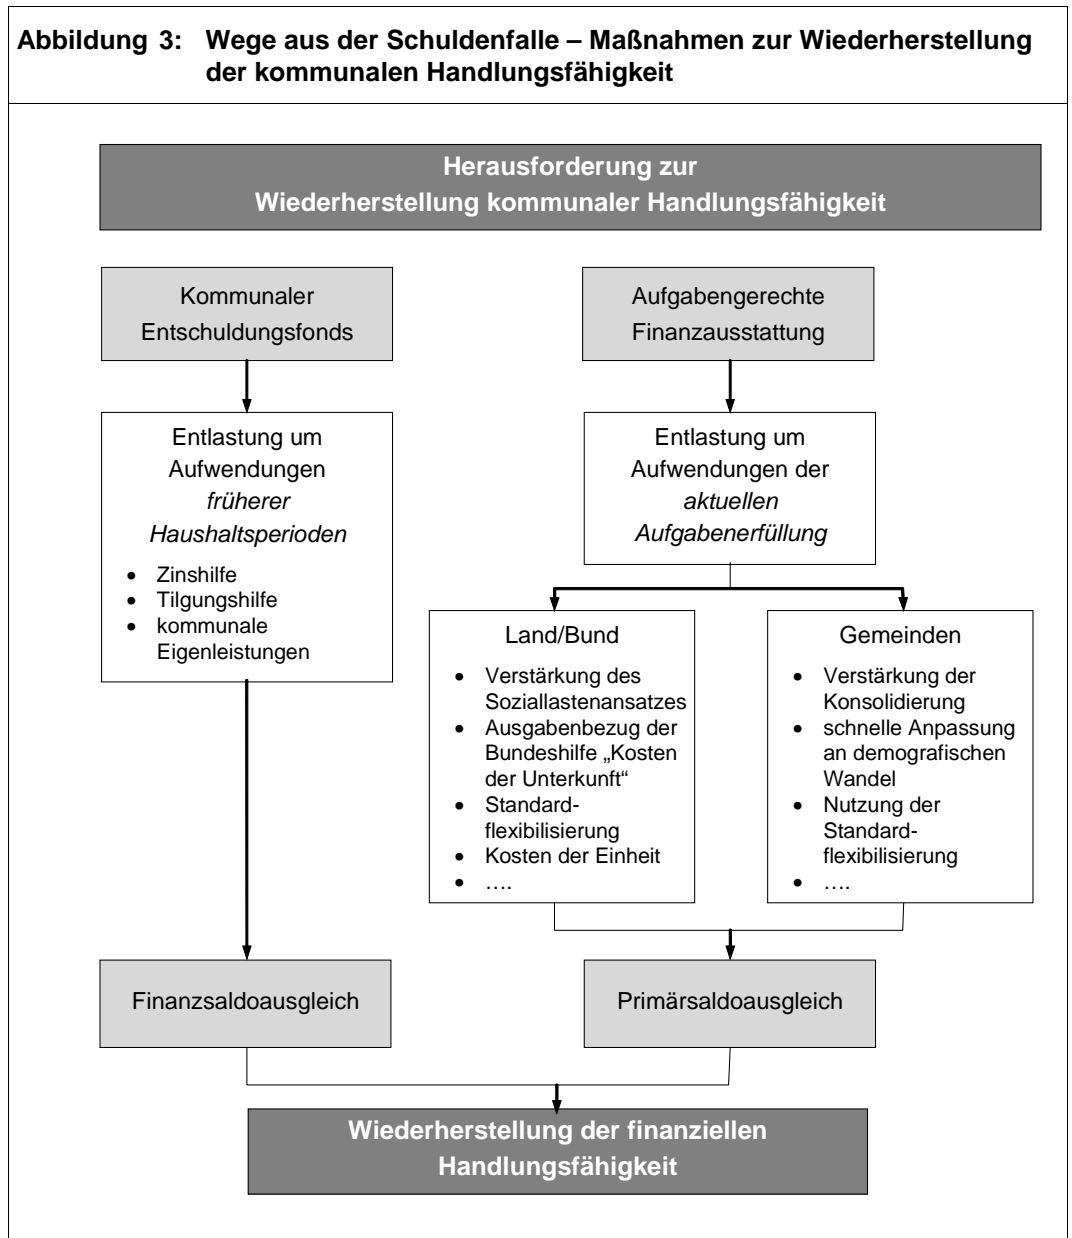 Abbildung 3: Wege aus der Schuldenfalle – Maßnahmen zur Wiederherstellung
der kommunalen Handlungsfähigkeit
Herausforderung zur
Wiederherstellung kommunaler Handlungsfähigkeit
Kommunaler
Entschuldungsfonds
Aufgabengerechte
Finanzausstattung
Entlastung um
Aufwendungen
früherer
Haushaltsperioden
• Zinshilfe
• Tilgungshilfe
• kommunale
Eigenleistungen
Entlastung um
Aufwendungen der
aktuellen
Aufgabenerfüllung
Land/Bund
• Verstärkung des
Soziallastenansatzes
• Ausgabenbezug der
Bundeshilfe „Kosten
der Unterkunft“
• Standard-
flexibilisierung
• Kosten der Einheit
• ….
Gemeinden
• Verstärkung der
Konsolidierung
• schnelle Anpassung
an demografischen
Wandel
• Nutzung der
Standard-
flexibilisierung
• ….
Finanzsaldoausgleich
Primärsaldoausgleich
Wiederherstellung der finanziellen
Handlungsfähigkeit